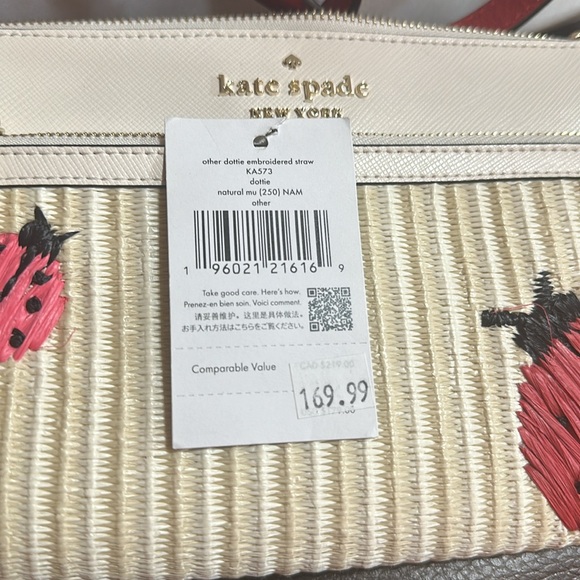 kate spade
NEW YORK
other dottie embroidered straw
KA573
dottie
natural mu (250) NAM
other
1 96021 21616 9
Take good care. Here's how.
Prenez-en bien soin. Voici comment.
请妥善维护。这里是具体做法。
お手入れ方法はこちらをご覧ください。
Comparable Value
169.99